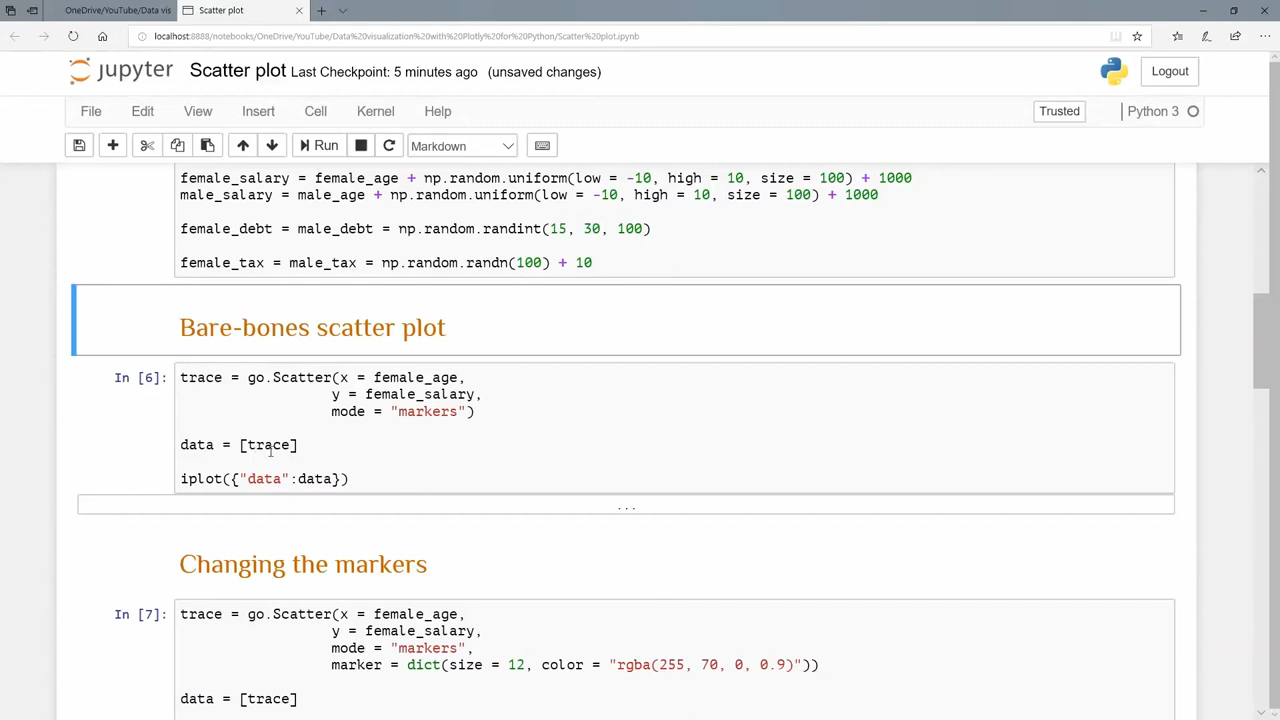 OneDrive/YouTube/Data vis
Scatter plot
localhost:8888/notebooks/OneDrive/YouTube/Data%20visualization%20with%20Plotly%20for%20Python/Scatter%20plot.ipynb
jupyter Scatter plot Last Checkpoint: 5 minutes ago (unsaved changes)
Logout
File Edit View Insert Cell Kernel Help
Trusted
Python 3
Run
Markdown
female_salary = female_age + np.random.uniform(low = -10, high = 10, size = 100) + 1000
male_salary = male_age + np.random.uniform(low = -10, high = 10, size = 100) + 1000
female_debt = male_debt = np.random.randint(15, 30, 100)
female_tax = male_tax = np.random.randn(100) + 10
Bare-bones scatter plot
In [6]: trace = go.Scatter(x = female_age,
y = female_salary,
mode = "markers")
data = [trace]
iplot({"data":data})
...
Changing the markers
In [7]: trace = go.Scatter(x = female_age,
y = female_salary,
mode = "markers",
marker = dict(size = 12, color = "rgba(255, 70, 0, 0.9)"))
data = [trace]